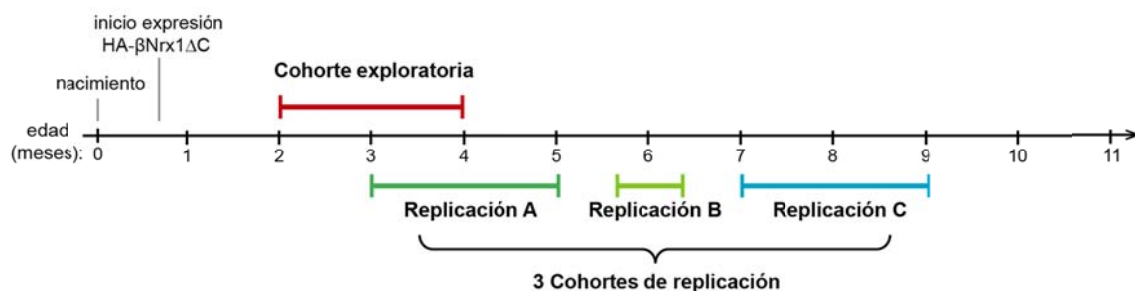 inicio expresión
HA-βNrx1ΔC
nacimiento
Cohorte exploratoria
edad
(meses):
0 1 2 3 4 5 6 7 8 9 10 11
Replicación A Replicación B Replicación C
3 Cohortes de replicación